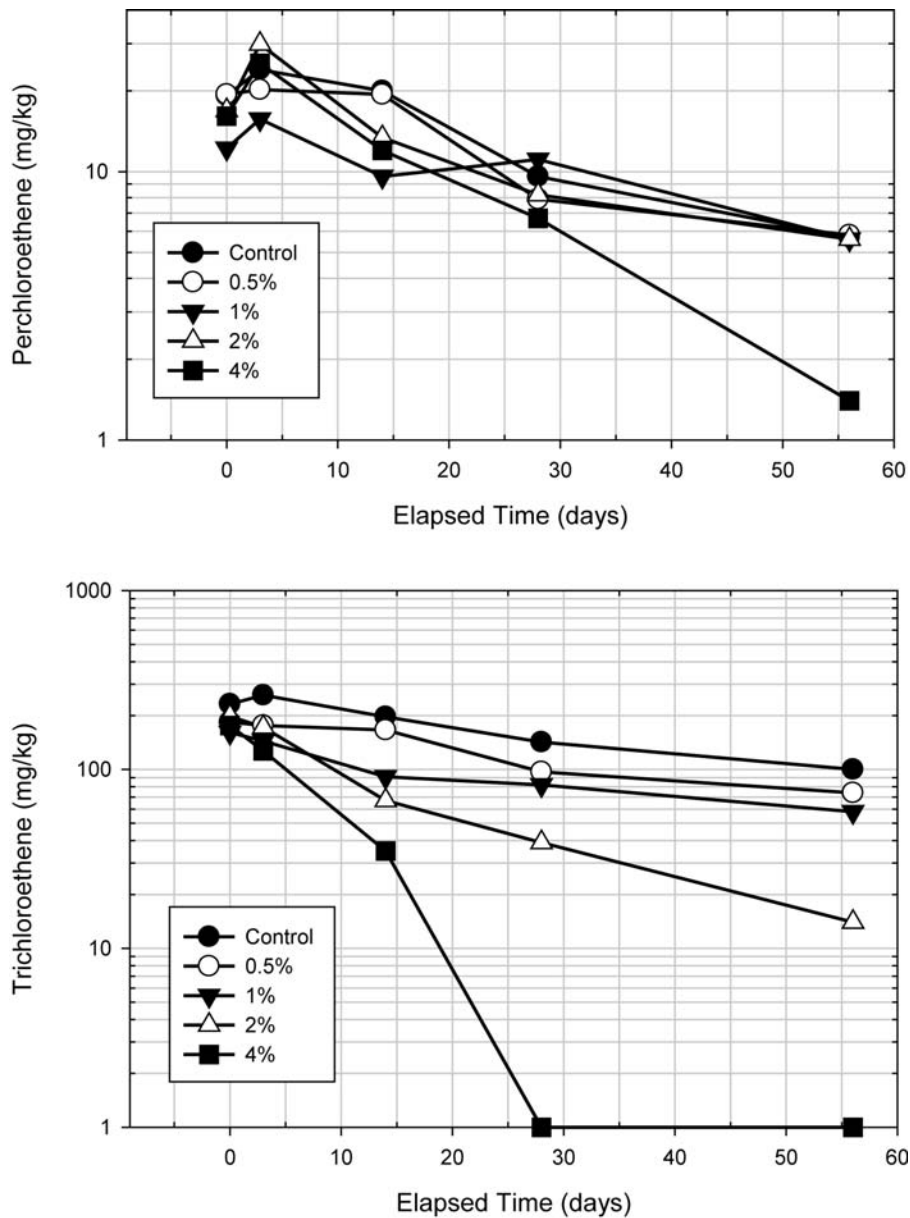 Perchloroethene (mg/kg)
10
1
Control
0.5%
1%
2%
4%
0 10 20 30 40 50 60
Elapsed Time (days)
Trichloroethene (mg/kg)
1000
100
10
1
Control
0.5%
1%
2%
4%
0 10 20 30 40 50 60
Elapsed Time (days)